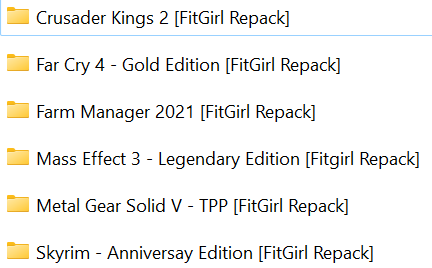 Crusader Kings 2 [FitGirl Repack]
Far Cry 4 - Gold Edition [FitGirl Repack]
Farm Manager 2021 [FitGirl Repack]
Mass Effect 3 - Legendary Edition [Fitgirl Repack]
Metal Gear Solid V - TPP [FitGirl Repack]
Skyrim - Anniversay Edition [FitGirl Repack]